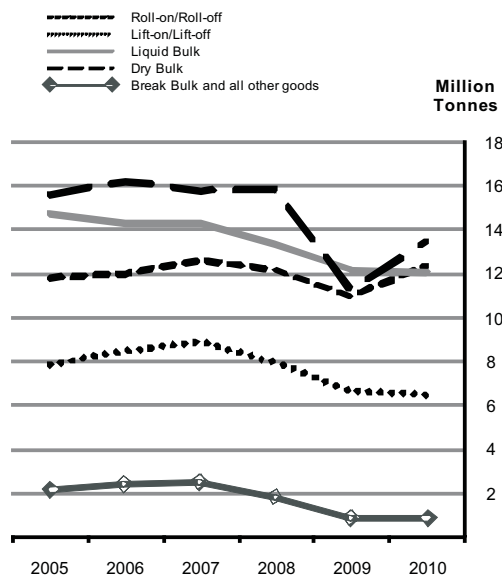 Roll-on/Roll-off
Lift-on/Lift-off
Liquid Bulk
Dry Bulk
Break Bulk and all other goods
Million
Tonnes
18
16
14
12
10
8
6
4
2
2005 2006 2007 2008 2009 2010